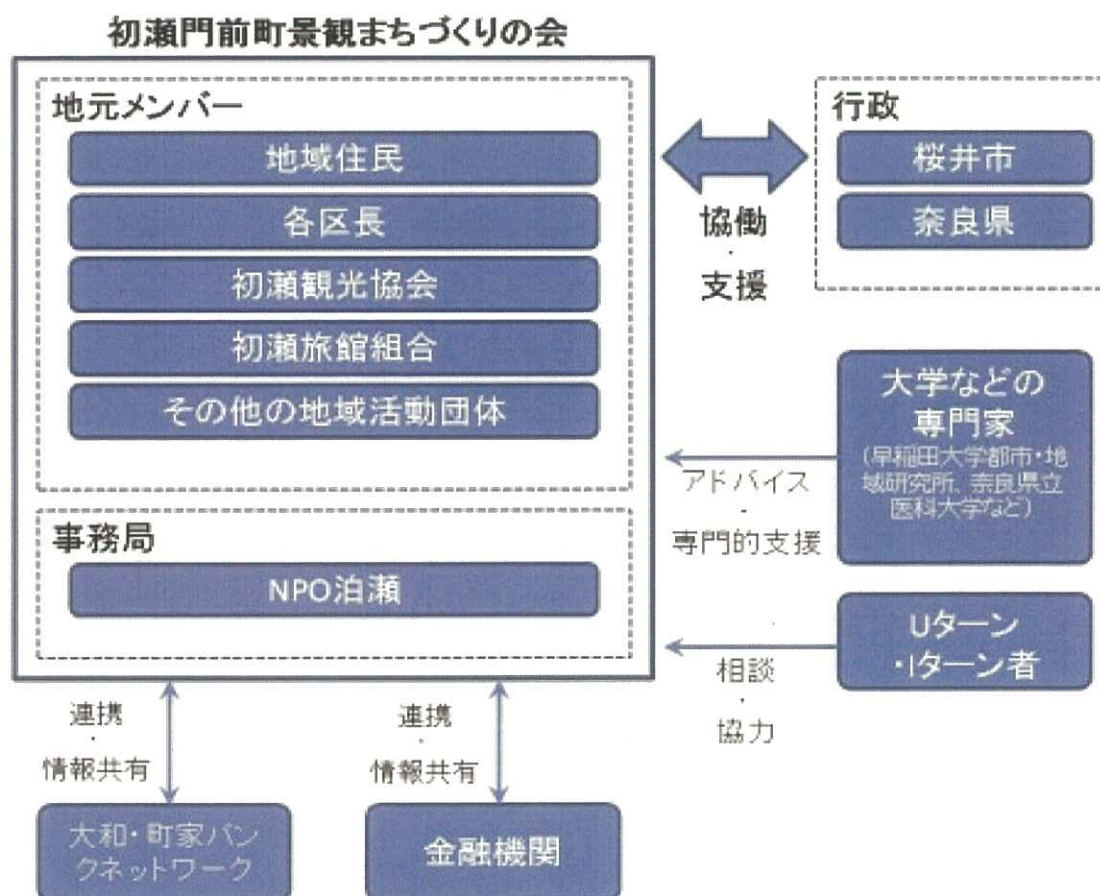 初瀬門前町景観まちづくりの会
地元メンバー
地域住民
各区長
初瀬観光協会
初瀬旅館組合
その他の地域活動団体
事務局
NPO泊瀬
協働
・
支援
行政
桜井市
奈良県
アドバイス
・
専門的支援
大学などの
専門家
(早稲田大学都市・地
域研究所、奈良県立
医科大学など)
相談
・
協力
Uターン
・Iターン者
連携
・
情報共有
連携
・
情報共有
大和・町家バン
クネットワーク
金融機関